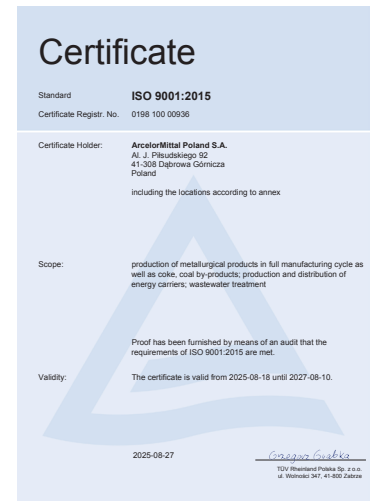 Certificate
Standard ISO 9001:2015
Certificate Registr. No. 0198 100 00936
Certificate Holder: ArcelorMittal Poland S.A.
Al. J. Piłsudskiego 92
41-308 Dąbrowa Górnicza
Poland
including the locations according to annex
Scope: production of metallurgical products in full manufacturing cycle as
well as coke, coal by-products; production and distribution of
energy carriers; wastewater treatment
Proof has been furnished by means of an audit that the
requirements of ISO 9001:2015 are met.
Validity: The certificate is valid from 2025-08-18 until 2027-08-10.
2025-08-27
Grzegorz Grabka
TÜV Rheinland Polska Sp. z o.o.
ul. Wolności 347, 41-800 Zabrze